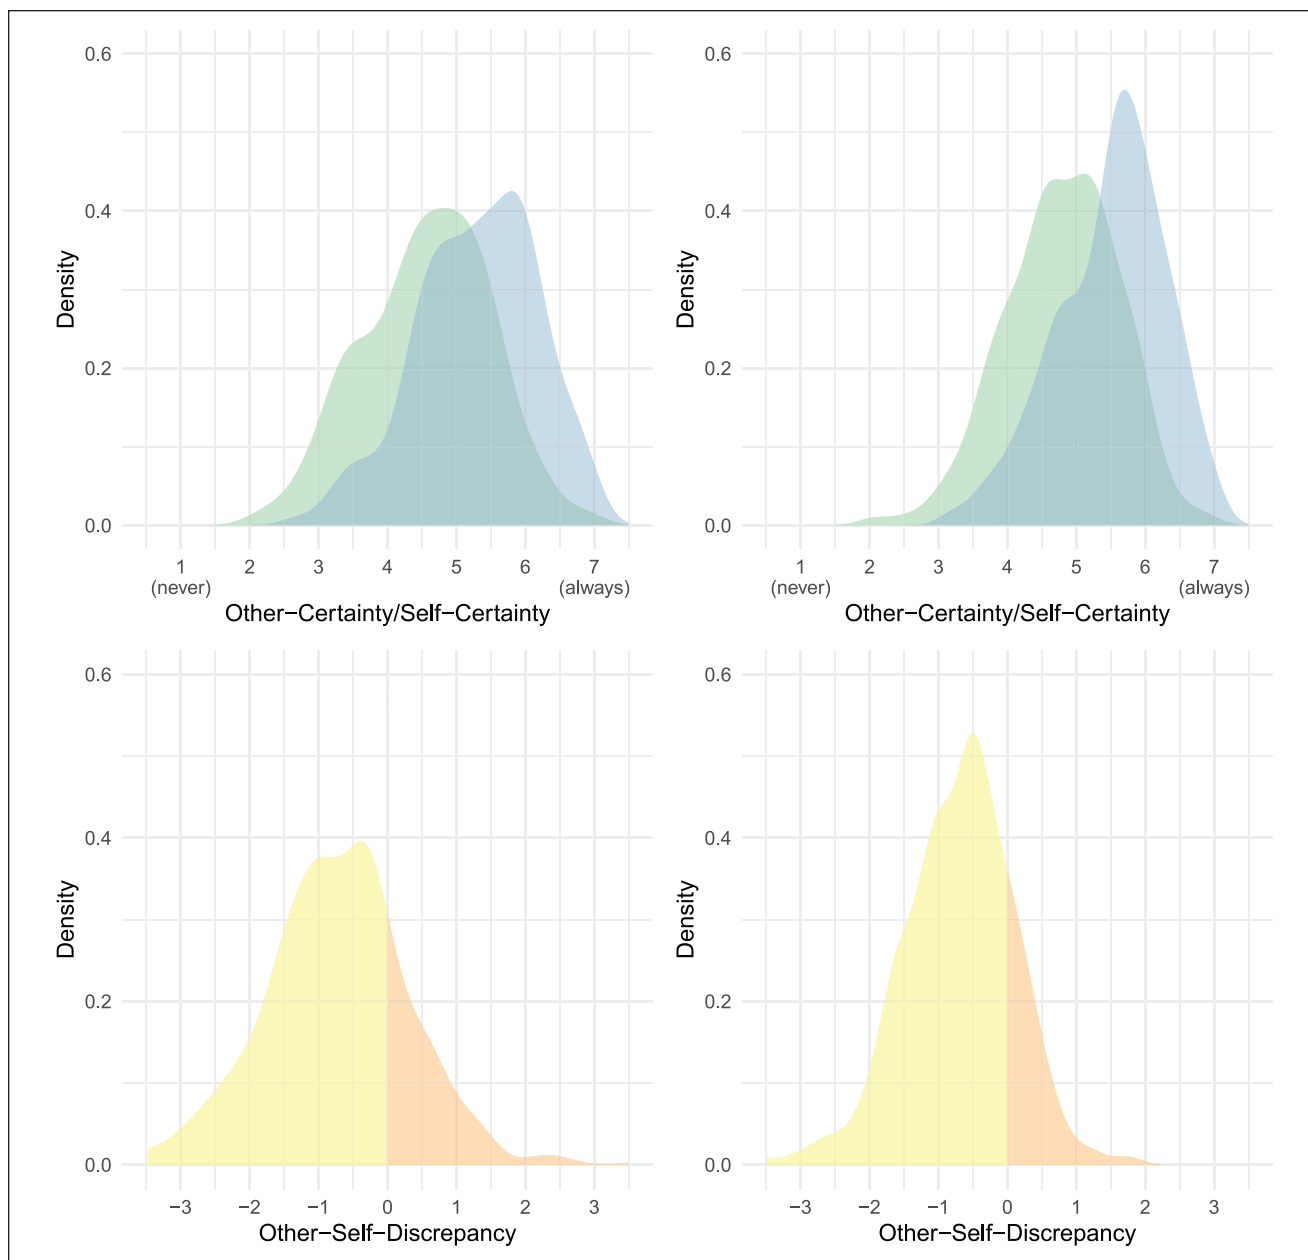 0.6
0.4
0.2
0.0
Density
1 2 3 4 5 6 7
(never) (always)
Other−Certainty/Self−Certainty
0.6
0.4
0.2
0.0
Density
1 2 3 4 5 6 7
(never) (always)
Other−Certainty/Self−Certainty
0.6
0.4
0.2
0.0
Density
−3 −2 −1 0 1 2 3
Other−Self−Discrepancy
0.6
0.4
0.2
0.0
Density
−3 −2 −1 0 1 2 3
Other−Self−Discrepancy